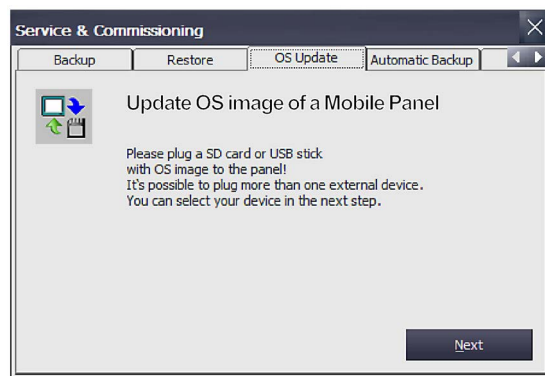 Service & Commissioning
Backup Restore OS Update Automatic Backup
Update OS image of a Mobile Panel
Please plug a SD card or USB stick
with OS image to the panel!
It's possible to plug more than one external device.
You can select your device in the next step.
Next